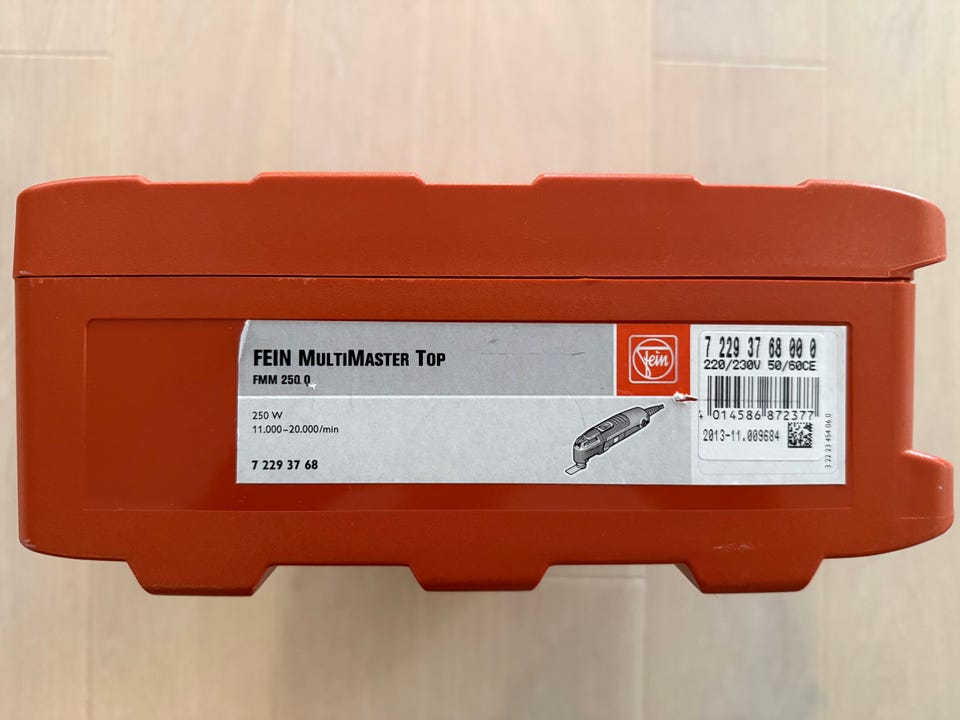 FEIN MULTIMASTER TOP
FMM 250 Q
250 W
11.000–20.000/min
7 229 37 68
fein
7 229 37 68 00 0
220/230V 50/60CE
4 014586 872377
2013-11.009684
3 22 23 454 06 0